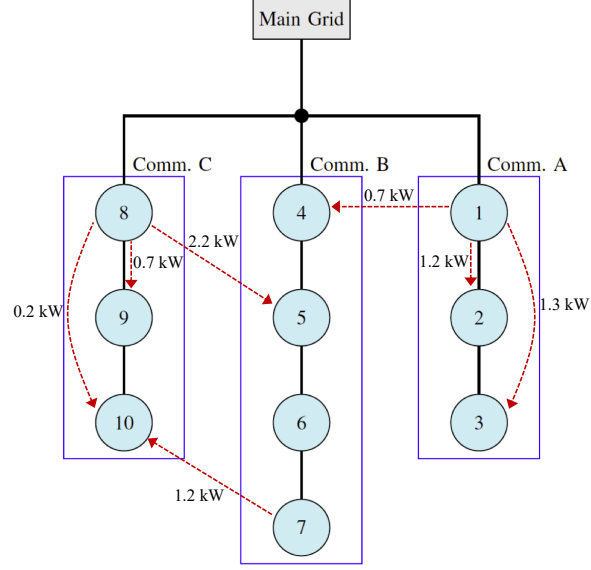 Main Grid
Comm. C
Comm. B
Comm. A
0.7 kW
8
4
1
2.2 kW
0.7 kW
1.2 kW
0.2 kW
9
5
2
1.3 kW
10
6
3
1.2 kW
7